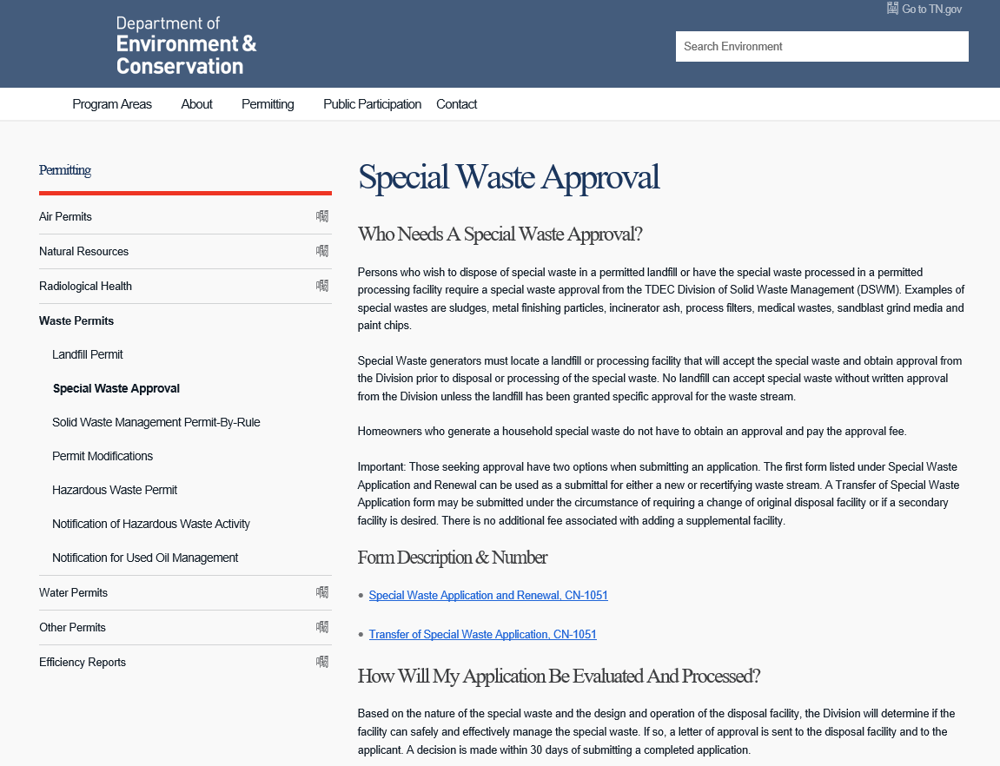 Go to TN.gov
Department of
Environment &
Conservation
Search Environment
Program Areas About Permitting Public Participation Contact
Permitting
Air Permits
Natural Resources
Radiological Health
Waste Permits
Landfill Permit
Special Waste Approval
Solid Waste Management Permit-By-Rule
Permit Modifications
Hazardous Waste Permit
Notification of Hazardous Waste Activity
Notification for Used Oil Management
Water Permits
Other Permits
Efficiency Reports
Special Waste Approval
Who Needs A Special Waste Approval?
Persons who wish to dispose of special waste in a permitted landfill or have the special waste processed in a permitted
processing facility require a special waste approval from the TDEC Division of Solid Waste Management (DSWM). Examples of
special wastes are sludges, metal finishing particles, incinerator ash, process filters, medical wastes, sandblast grind media and
paint chips.
Special Waste generators must locate a landfill or processing facility that will accept the special waste and obtain approval from
the Division prior to disposal or processing of the special waste. No landfill can accept special waste without written approval
from the Division unless the landfill has been granted specific approval for the waste stream.
Homeowners who generate a household special waste do not have to obtain an approval and pay the approval fee.
Important: Those seeking approval have two options when submitting an application. The first form listed under Special Waste
Application and Renewal can be used as a submittal for either a new or recertifying waste stream. A Transfer of Special Waste
Application form may be submitted under the circumstance of requiring a change of original disposal facility or if a secondary
facility is desired. There is no additional fee associated with adding a supplemental facility.
Form Description & Number
• Special Waste Application and Renewal, CN-1051
• Transfer of Special Waste Application, CN-1051
How Will My Application Be Evaluated And Processed?
Based on the nature of the special waste and the design and operation of the disposal facility, the Division will determine if the
facility can safely and effectively manage the special waste. If so, a letter of approval is sent to the disposal facility and to the
applicant. A decision is made within 30 days of submitting a completed application.